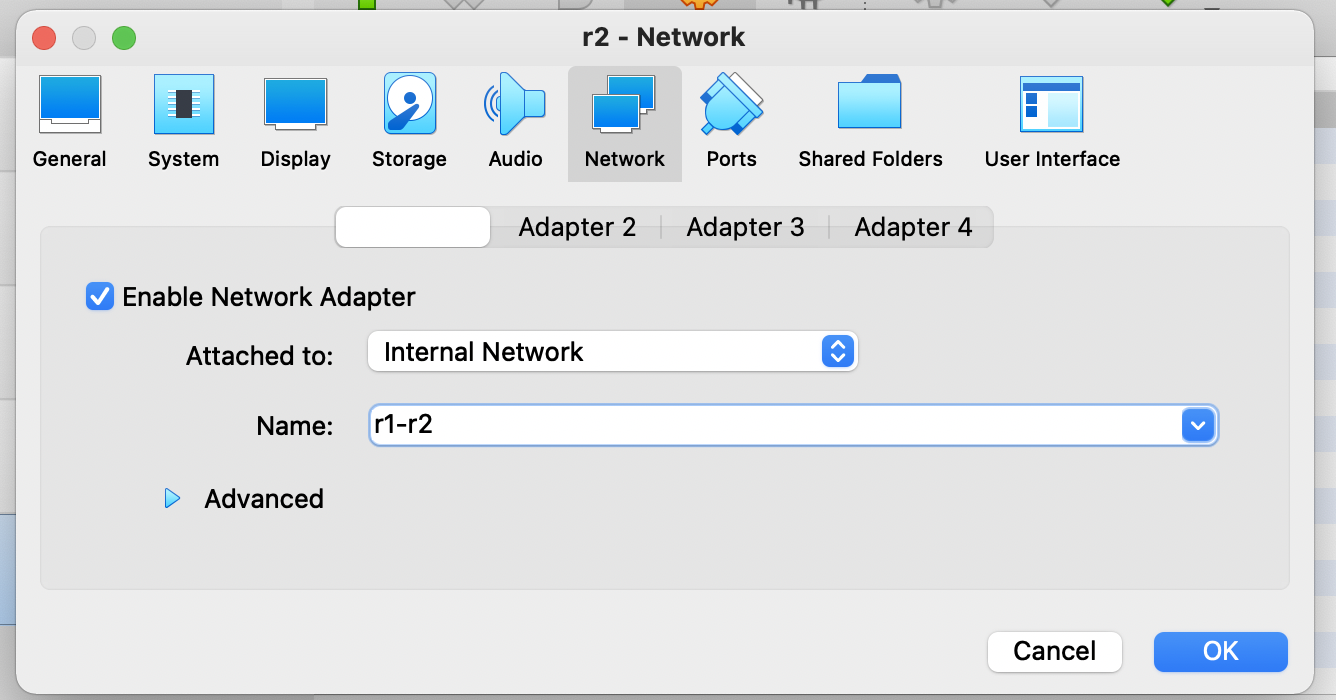 r2 - Network
General System Display Storage Audio Network Ports Shared Folders User Interface
Adapter 2 Adapter 3 Adapter 4
Enable Network Adapter
Attached to: Internal Network
Name: r1-r2
Advanced
Cancel OK